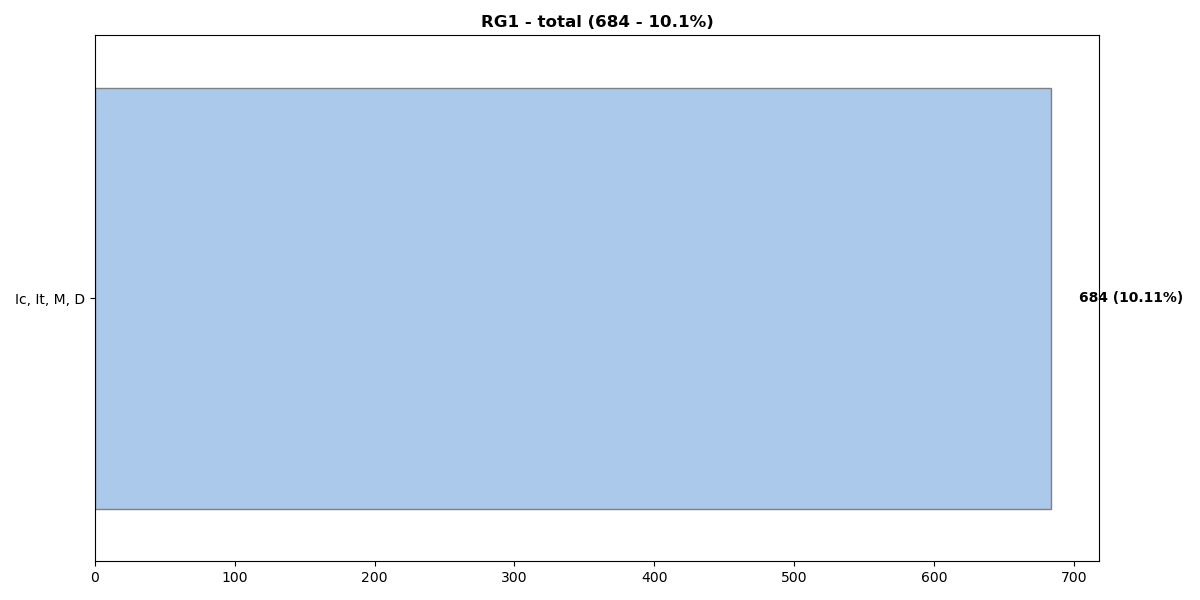 RG1 - total (684 - 10.1%)
Ic, It, M, D
684 (10.11%)
0 100 200 300 400 500 600 700